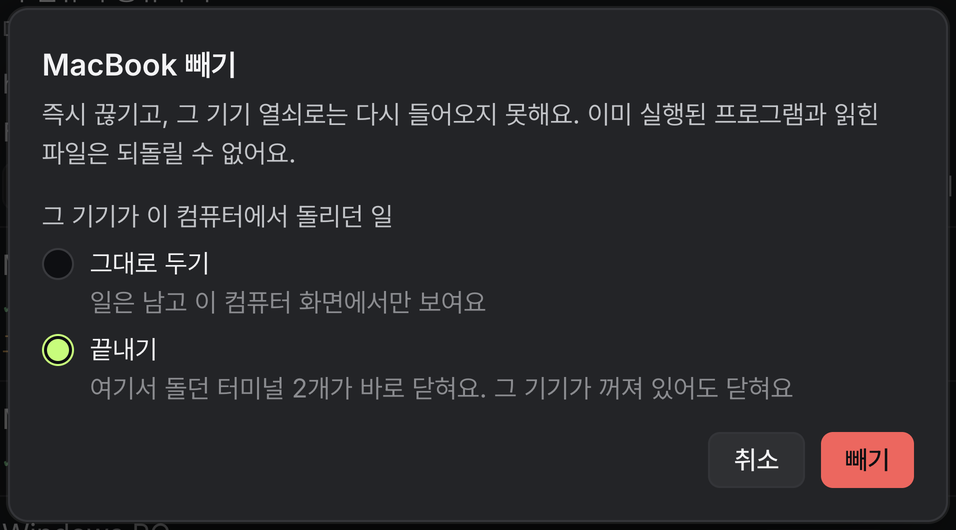 MacBook 빼기
즉시 끊기고, 그 기기 열쇠로는 다시 들어오지 못해요. 이미 실행된 프로그램과 읽힌
파일은 되돌릴 수 없어요.
그 기기가 이 컴퓨터에서 돌리던 일
그대로 두기
일은 남고 이 컴퓨터 화면에서만 보여요
끝내기
여기서 돌던 터미널 2개가 바로 닫혀요. 그 기기가 꺼져 있어도 닫혀요
취소
빼기